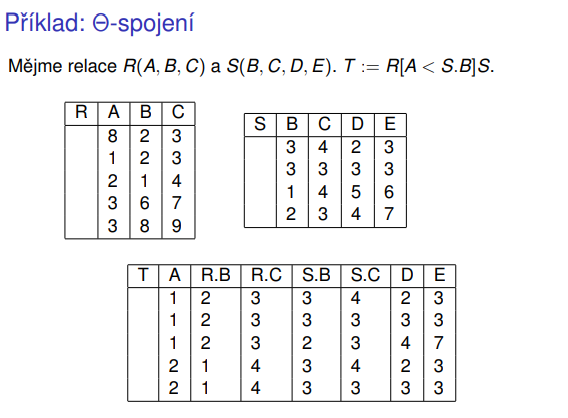 Příklad: Θ-spojení
Mějme relace R(A, B, C) a S(B, C, D, E). T := R[A < S.B]S.
R A B C
8 2 3
1 2 3
2 1 4
3 6 7
3 8 9
S B C D E
3 4 2 3
3 3 3 3
1 4 5 6
2 3 4 7
T A R.B R.C S.B S.C D E
1 2 3 3 4 2 3
1 2 3 3 3 3 3
1 2 3 2 3 4 7
2 1 4 3 4 2 3
2 1 4 3 3 3 3